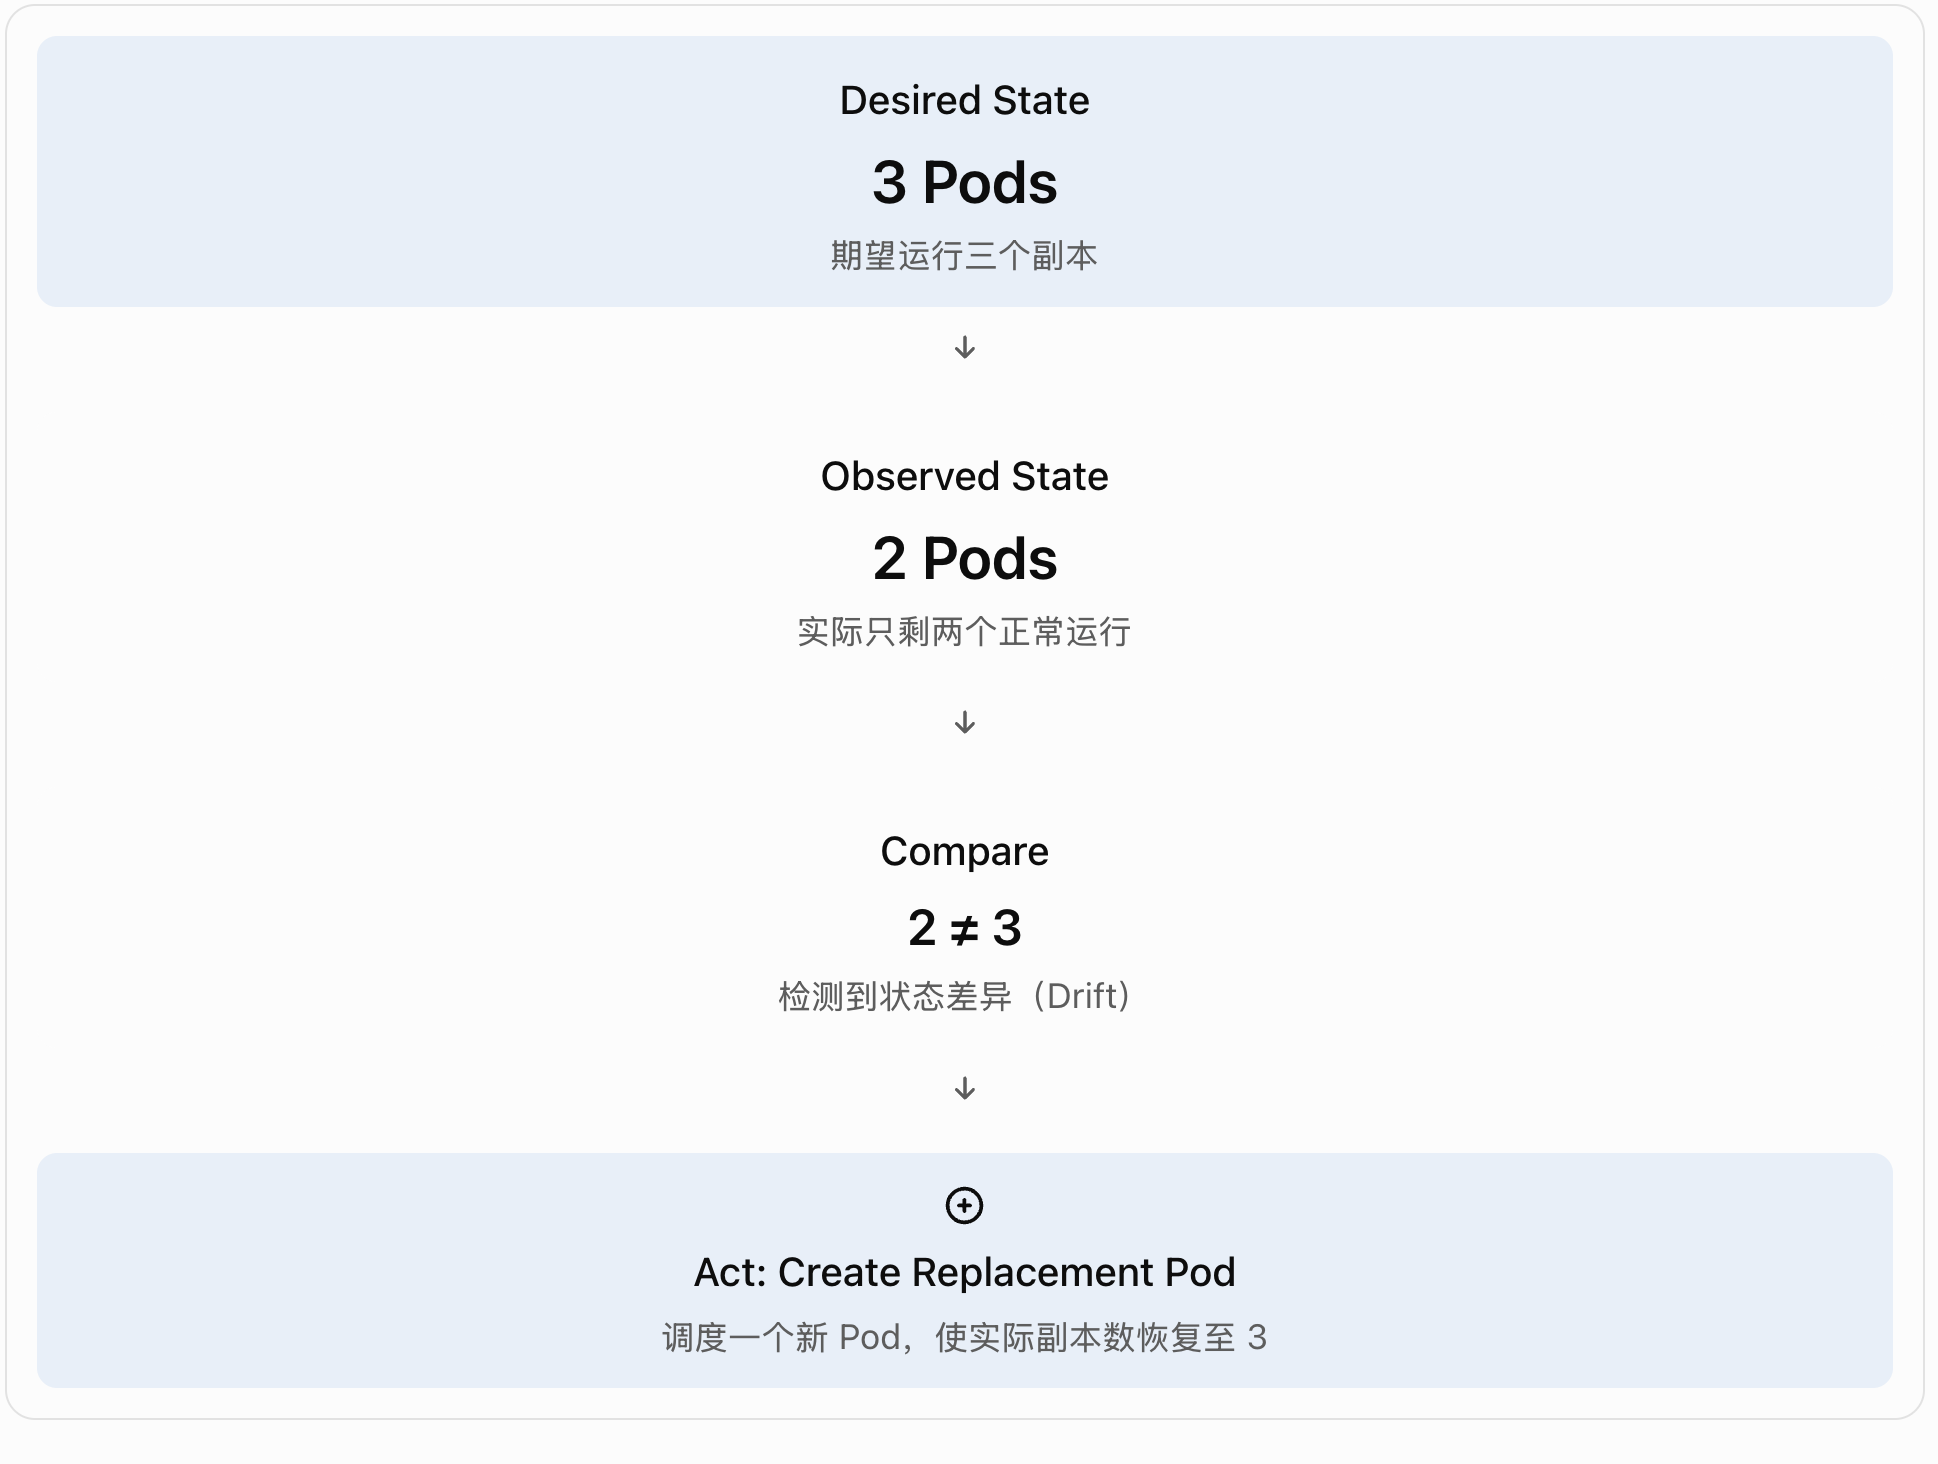 Desired State
3 Pods
期望运行三个副本
Observed State
2 Pods
实际只剩两个正常运行
Compare
2 ≠ 3
检测到状态差异（Drift）
Act: Create Replacement Pod
调度一个新 Pod，使实际副本数恢复至 3